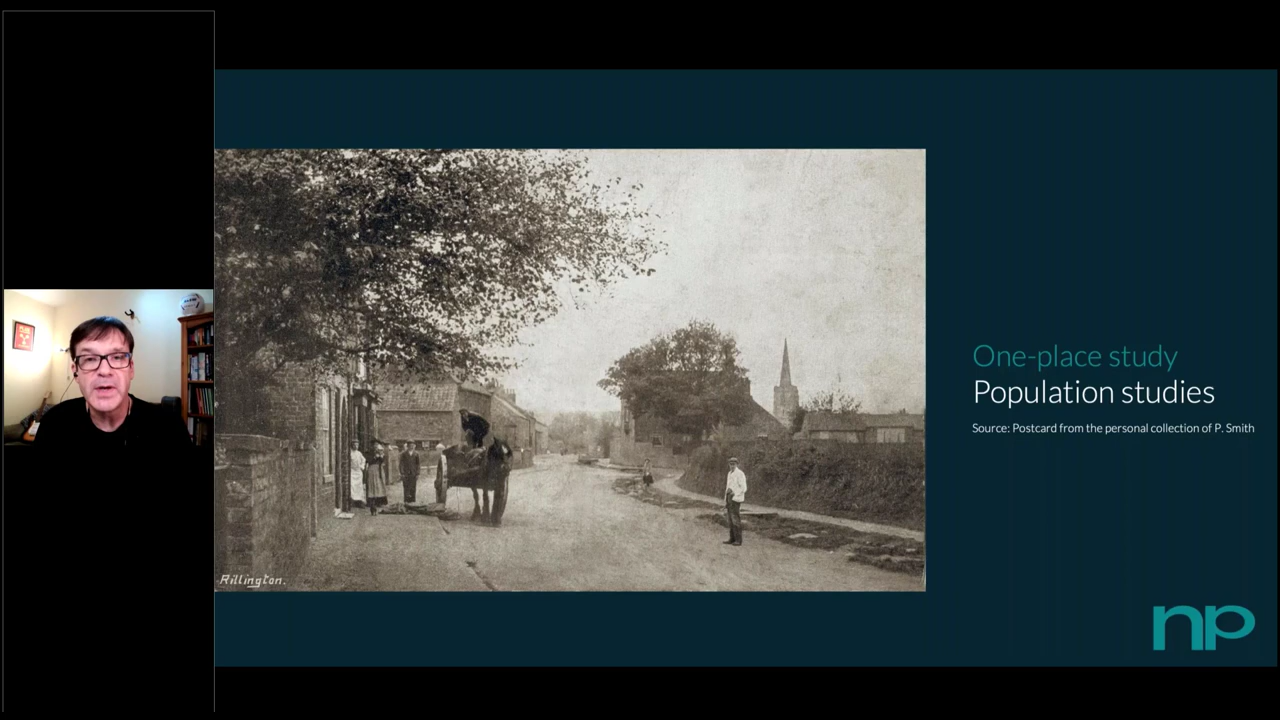 One-place study
Population studies
Source: Postcard from the personal collection of P. Smith
Rillington.
np